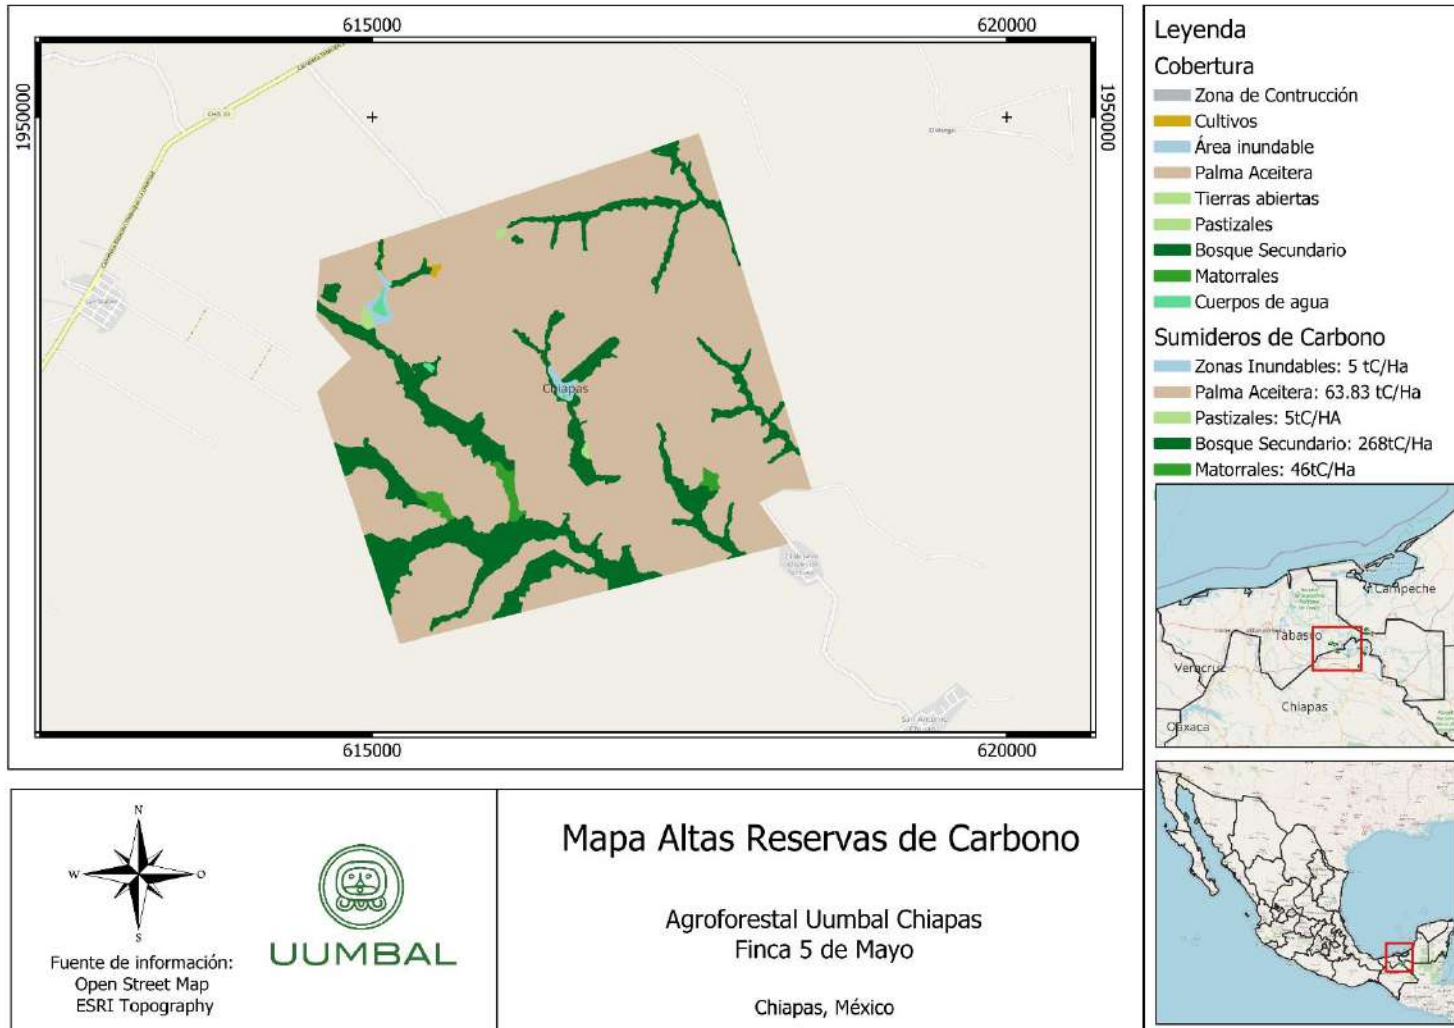 615000
620000
1950000
1950000
CHIS 33
Chiapas
615000
620000
Leyenda
Cobertura
Zona de Contrucción
Cultivos
Área inundable
Palma Aceitera
Tierras abiertas
Pastizales
Bosque Secundario
Matorrales
Cuerpos de agua
Sumideros de Carbono
Zonas Inundables: 5 tC/Ha
Palma Aceitera: 63.83 tC/Ha
Pastizales: 5tC/HA
Bosque Secundario: 268tC/Ha
Matorrales: 46tC/Ha
Campeche
Tabasco
Veracruz
Chiapas
Oaxaca
N
W
O
S
Fuente de información:
Open Street Map
ESRI Topography
UUMBAL
Mapa Altas Reservas de Carbono
Agroforestal Uumbal Chiapas
Finca 5 de Mayo
Chiapas, México